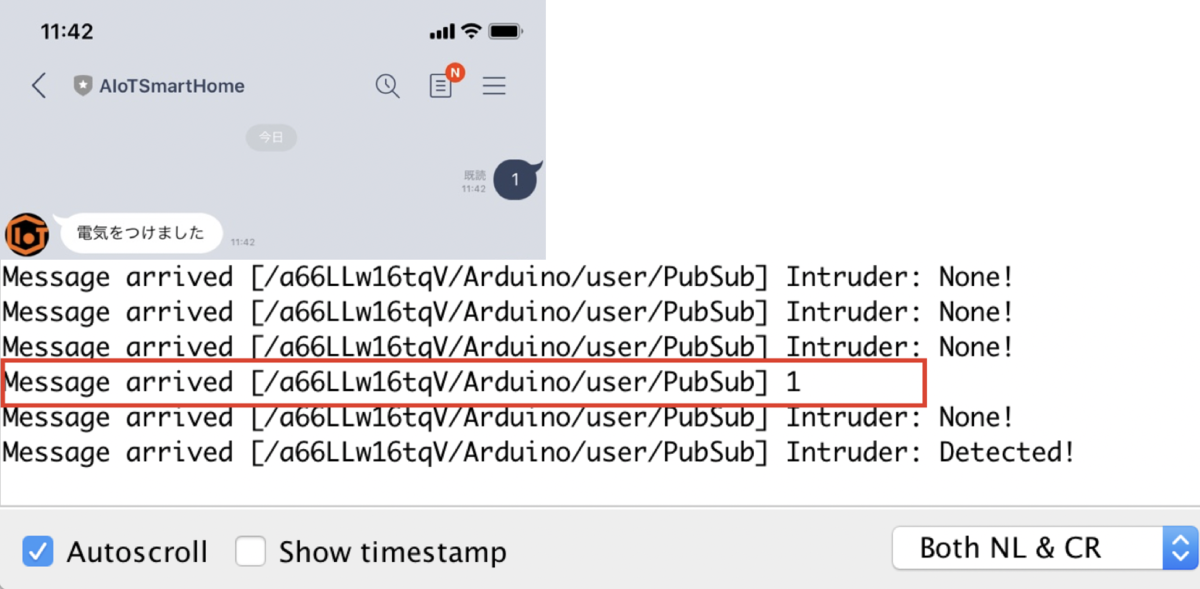 11:42
AIoTSmartHome
N
今日
既読
11:42
1
IoT
電気をつけました
11:42
Message arrived [/a66LLw16tqV/Arduino/user/PubSub] Intruder: None!
Message arrived [/a66LLw16tqV/Arduino/user/PubSub] Intruder: None!
Message arrived [/a66LLw16tqV/Arduino/user/PubSub] Intruder: None!
Message arrived [/a66LLw16tqV/Arduino/user/PubSub] 1
Message arrived [/a66LLw16tqV/Arduino/user/PubSub] Intruder: None!
Message arrived [/a66LLw16tqV/Arduino/user/PubSub] Intruder: Detected!
Autoscroll
Show timestamp
Both NL & CR